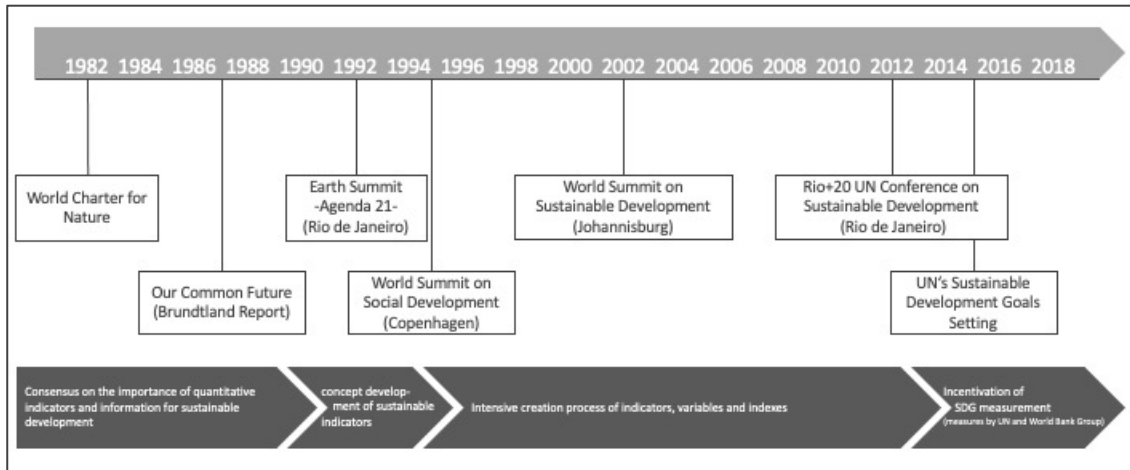 1982 1984 1986 1988 1990 1992 1994 1996 1998 2000 2002 2004 2006 2008 2010 2012 2014 2016 2018
World Charter for
Nature
Earth Summit
-Agenda 21-
(Rio de Janeiro)
World Summit on
Sustainable Development
(Johannisburg)
Rio+20 UN Conference on
Sustainable Development
(Rio de Janeiro)
Our Common Future
(Brundtland Report)
World Summit on
Social Development
(Copenhagen)
UN's Sustainable
Development Goals
Setting
Consensus on the importance of quantitative
indicators and information for sustainable
development
concept develop-
ment of sustainable
indicators
Intensive creation process of indicators, variables and indexes
Incentivation of
SDG measurement
(measures by UN and World Bank Group)